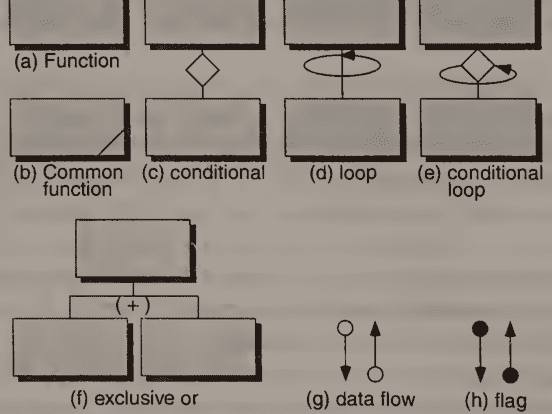 (a) Function
(b) Common
function
(c) conditional
(d) loop
(e) conditional
loop
( + )
(f) exclusive or
(g) data flow
(h) flag